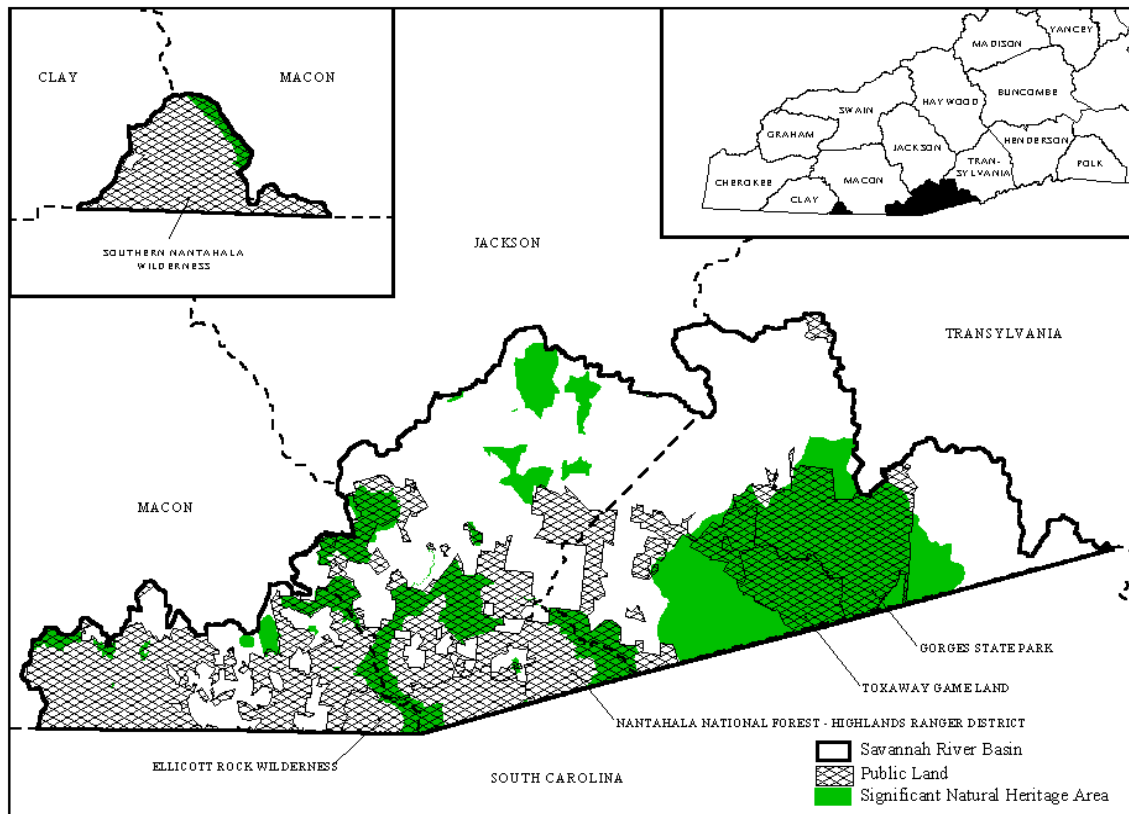 CLAY
MACON
SOUTHERN NANTAHALA
WILDERNESS
YANCEY
MADISON
BUNCOMBE
HAYWOOD
SWAIN
GRAHAM
HENDERSON
JACKSON
TRAN-
SYLVANIA
POLK
MACON
CHEROKEE
CLAY
JACKSON
TRANSYLVANIA
MACON
GORGES STATE PARK
TOXAWAY GAME LAND
NANTAHALA NATIONAL FOREST - HIGHLANDS RANGER DISTRICT
ELLICOTT ROCK WILDERNESS
SOUTH CAROLINA
Savannah River Basin
Public Land
Significant Natural Heritage Area